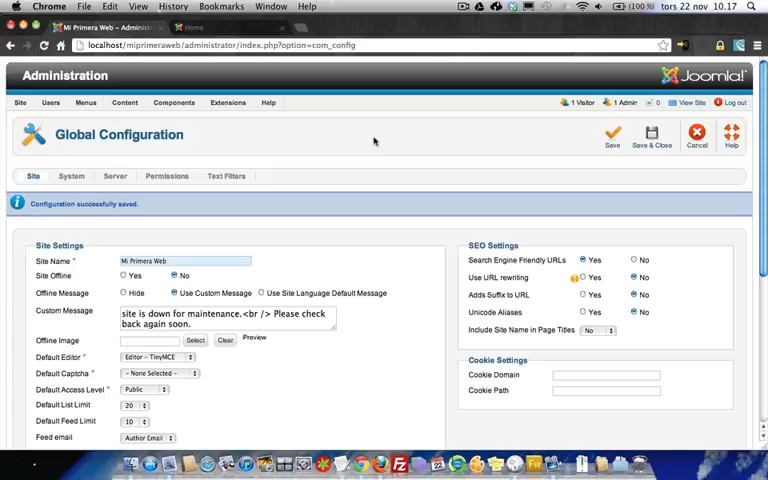 Chrome File Edit View History Bookmarks Window Help (100 %) tors 22 nov 10.17
Mi Primera Web - Administra Home
localhost/miprimeraweb/administrator/index.php?option=com_config
Administration Joomla!
Site Users Menus Content Components Extensions Help 1 Visitor 1 Admin 0 View Site Log out
Global Configuration Save Save & Close Cancel Help
Site System Server Permissions Text Filters
Configuration successfully saved.
Site Settings SEO Settings
Site Name * Mi Primera Web Search Engine Friendly URLs Yes No
Site Offline Yes No Use URL rewriting Yes No
Offline Message Hide Use Custom Message Use Site Language Default Message Adds Suffix to URL Yes No
Custom Message site is down for maintenance.<br /> Please check Unicode Aliases Yes No
back again soon. Include Site Name in Page Titles No
Offline Image Select Clear Preview
Default Editor * Editor - TinyMCE Cookie Settings
Default Captcha * - None Selected - Cookie Domain
Default Access Level * Public Cookie Path
Default List Limit 20
Default Feed Limit 10
Feed email Author Email